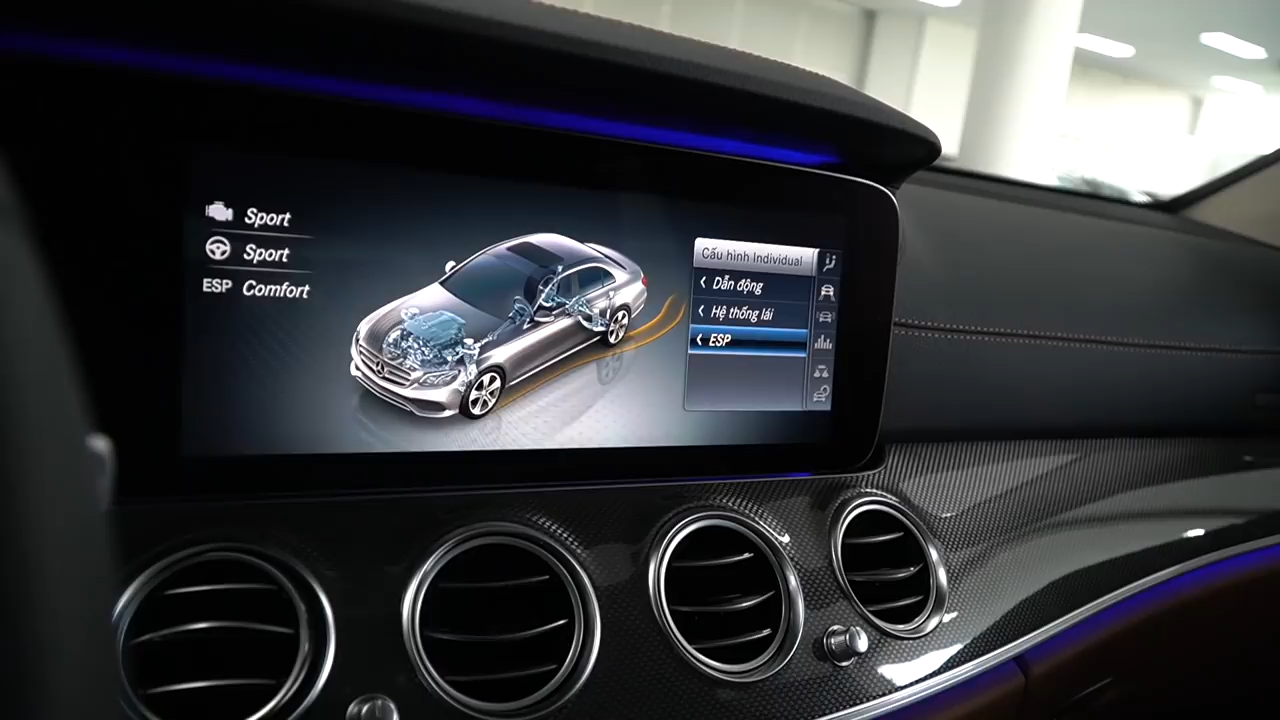 Sport
Sport
ESP Comfort
Cấu hình Individual
Dẫn động
Hệ thống lái
ESP